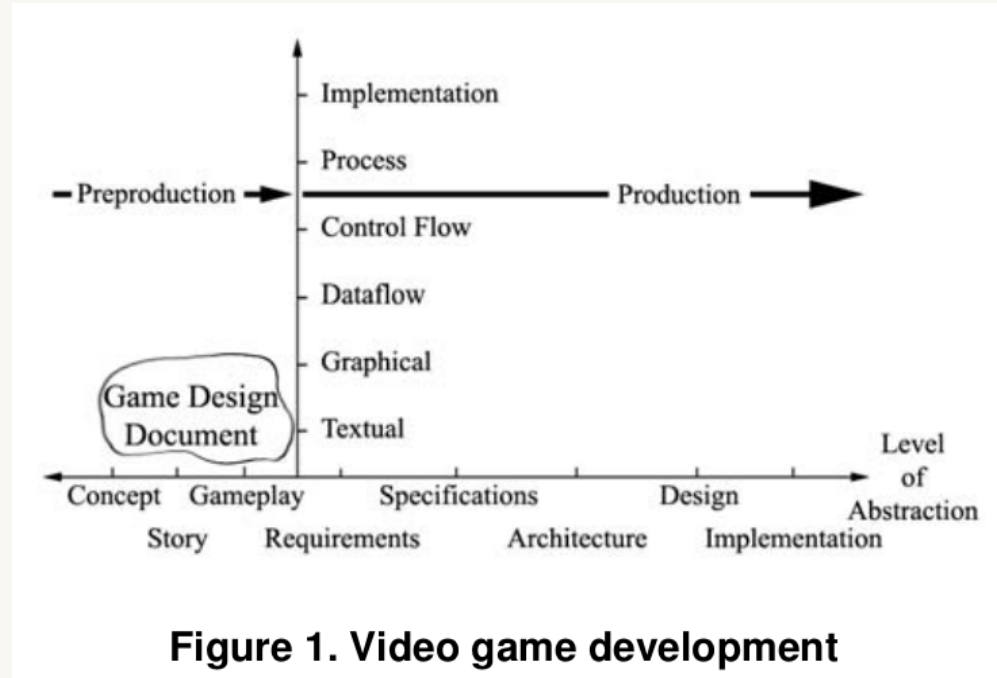 Implementation
Process
Preproduction
Production
Control Flow
Dataflow
Graphical
Game Design
Document
Textual
Level
of
Abstraction
Concept
Gameplay
Specifications
Design
Story
Requirements
Architecture
Implementation
Figure 1. Video game development